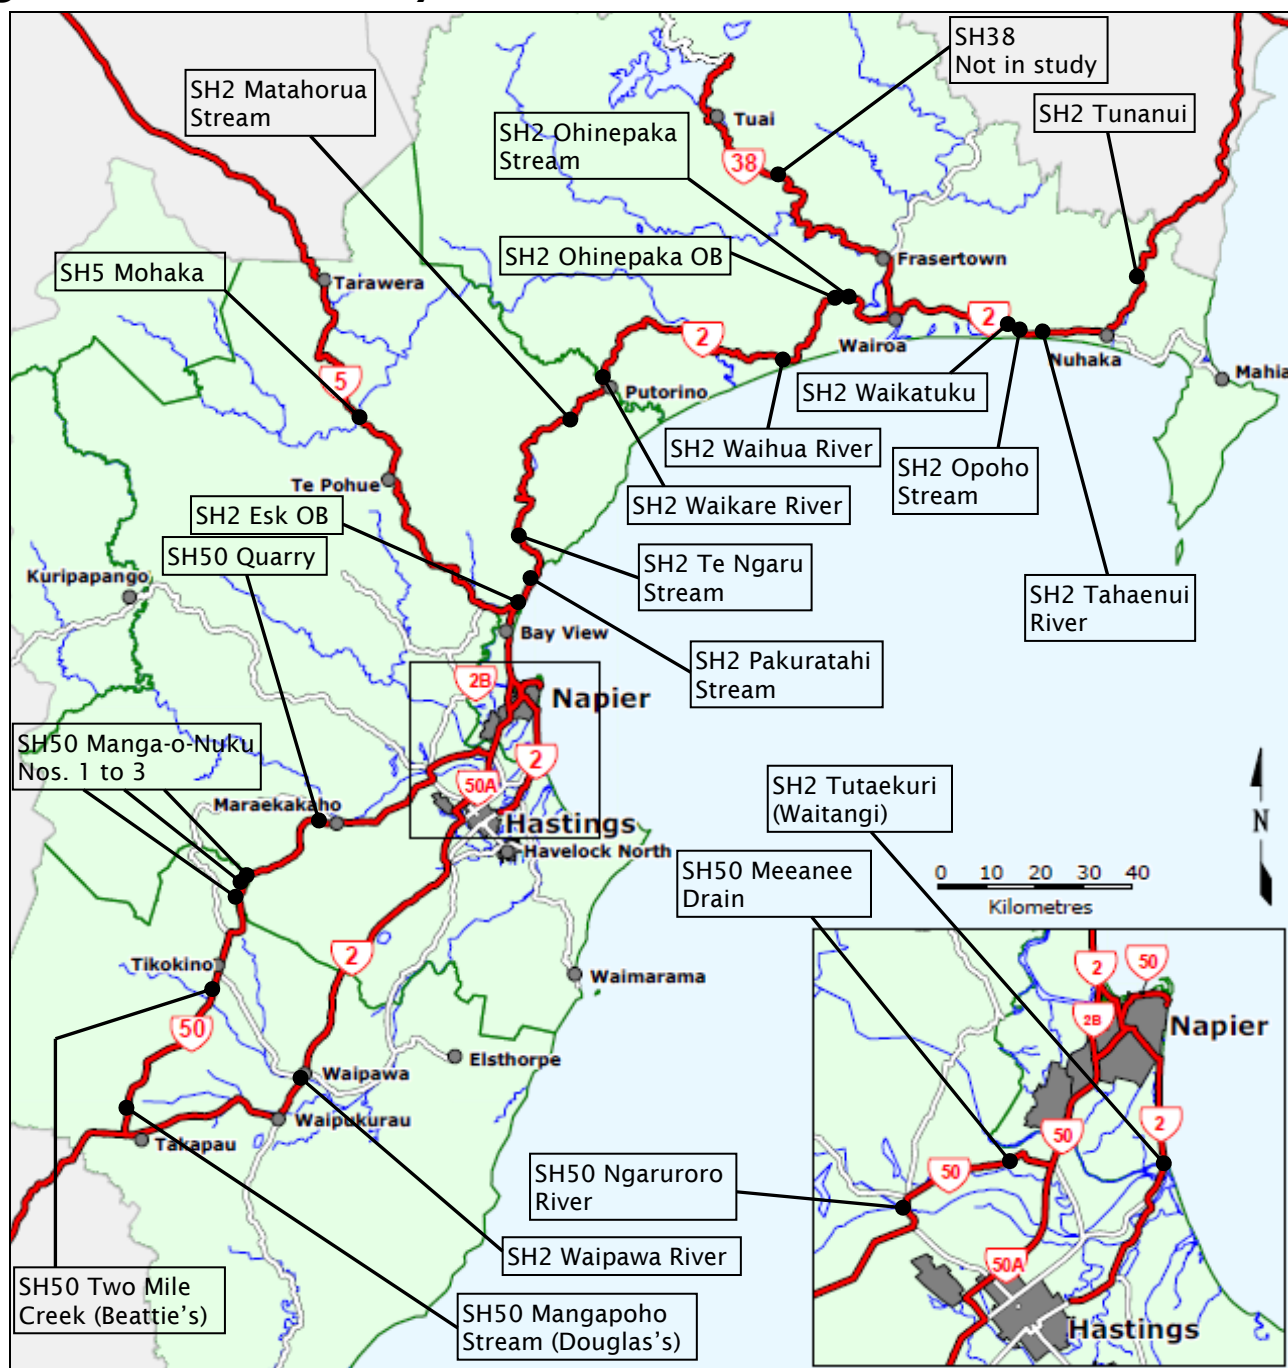 SH38
Not in study
SH2 Matahorua
Stream
SH2 Tunanui
Tuai
SH2 Ohinepaka
Stream
38
SH2 Ohinepaka OB
Frasertown
SH5 Mohaka
Tarawera
2
2
Wairoa
Nuhaka
Mahia
5
Putorino
SH2 Waikatuku
SH2 Waihua River
SH2 Opoho
Stream
Te Pohue
SH2 Waikare River
SH2 Esk OB
SH50 Quarry
SH2 Te Ngaru
Stream
SH2 Tahaenui
River
Kuripapango
Bay View
SH2 Pakuratahi
Stream
2B
Napier
SH50 Manga-o-Nuku
Nos. 1 to 3
2
50A
SH2 Tutaekuri
(Waitangi)
Maraekakaho
Hastings
N
Havelock North
SH50 Meeanee
Drain
0 10 20 30 40
Kilometres
2
Tikokino
Waimarama
2
50
50
2B
Napier
Elsthorpe
Waipawa
Waipukurau
2
50
Takapau
50
SH50 Ngaruroro
River
SH2 Waipawa River
50A
SH50 Two Mile
Creek (Beattie's)
SH50 Mangapoho
Stream (Douglas's)
Hastings